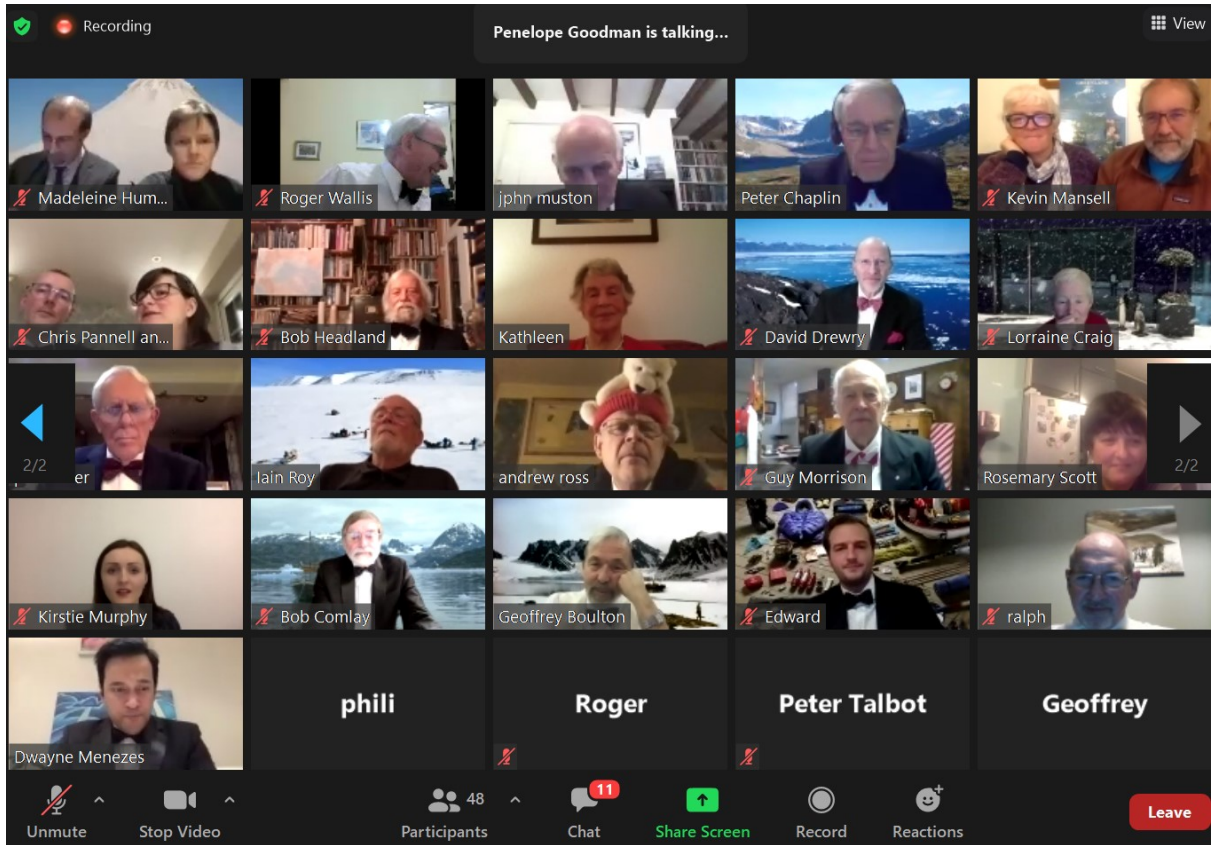 Recording
Penelope Goodman is talking...
View
Madeleine Hum...
Roger Wallis
jphn muston
Peter Chaplin
Kevin Mansell
Chris Pannell an...
Bob Headland
Kathleen
David Drewry
Lorraine Craig
2/2
er
Iain Roy
andrew ross
Guy Morrison
Rosemary Scott
2/2
Kirstie Murphy
Bob Comlay
Geoffrey Boulton
Edward
ralph
Dwayne Menezes
phili
Roger
Peter Talbot
Geoffrey
48
11
Unmute
Stop Video
Participants
Chat
Share Screen
Record
Reactions
Leave